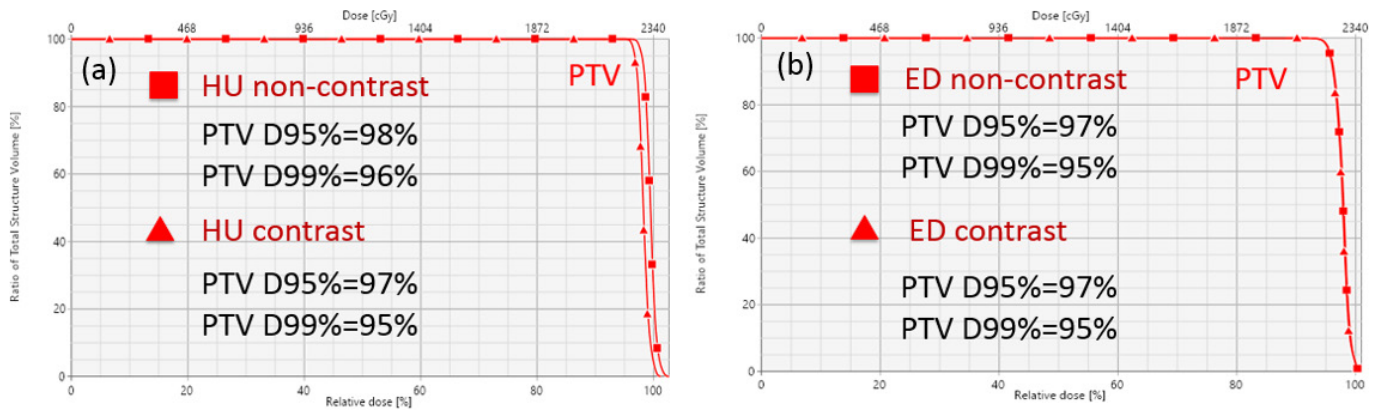 Dose [cGy]
0 468 936 1404 1872 2340
100
80
60
40
20
0
Ratio of Total Structure Volume [%]
(a)
PTV
HU non-contrast
PTV D95%=98%
PTV D99%=96%
HU contrast
PTV D95%=97%
PTV D99%=95%
0 20 40 60 80 100
Relative dose [%]
Dose [cGy]
0 468 936 1404 1872 2340
100
80
60
40
20
0
Ratio of Total Structure Volume [%]
(b)
ED non-contrast
PTV
PTV D95%=97%
PTV D99%=95%
ED contrast
PTV D95%=97%
PTV D99%=95%
0 20 40 60 80 100
Relative dose [%]